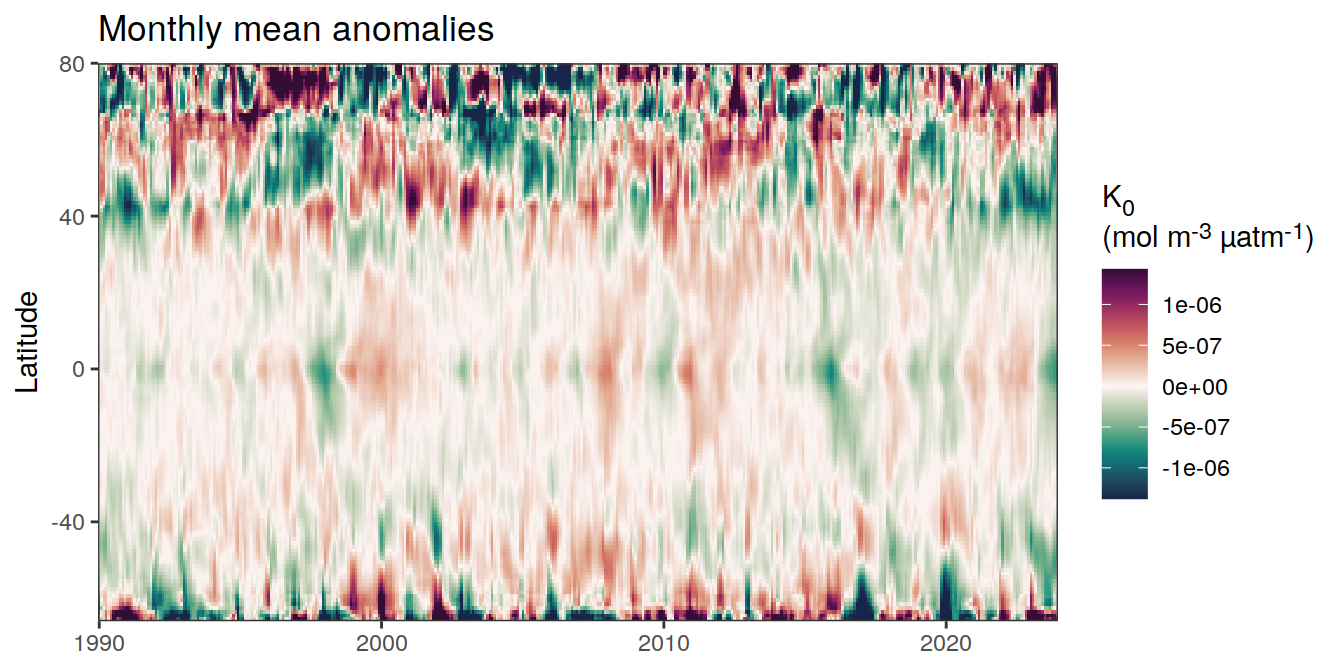 Monthly mean anomalies
80
40
0
-40
Latitude
1990
2000
2010
2020
K₀
(mol m⁻³ µatm⁻¹)
1e-06
5e-07
0e+00
-5e-07
-1e-06